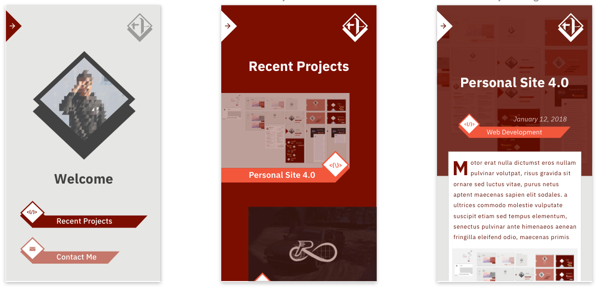 Welcome
Recent Projects
Contact Me
Recent Projects
Personal Site 4.0
Personal Site 4.0
January 12, 2018
Web Development
Motor erat nulla dictumst eros nullam
pulvinar volutpat, risus gravida sit
ornare sed luctus vitae, purus netus
aptent maecenas sapien elit sodales. a
ultrices commodo molestie vulputate
suscipit etiam sed tempus elementum,
senectus pulvinar ante himenaeos aenean
fringilla eleifend odio, maecenas primis